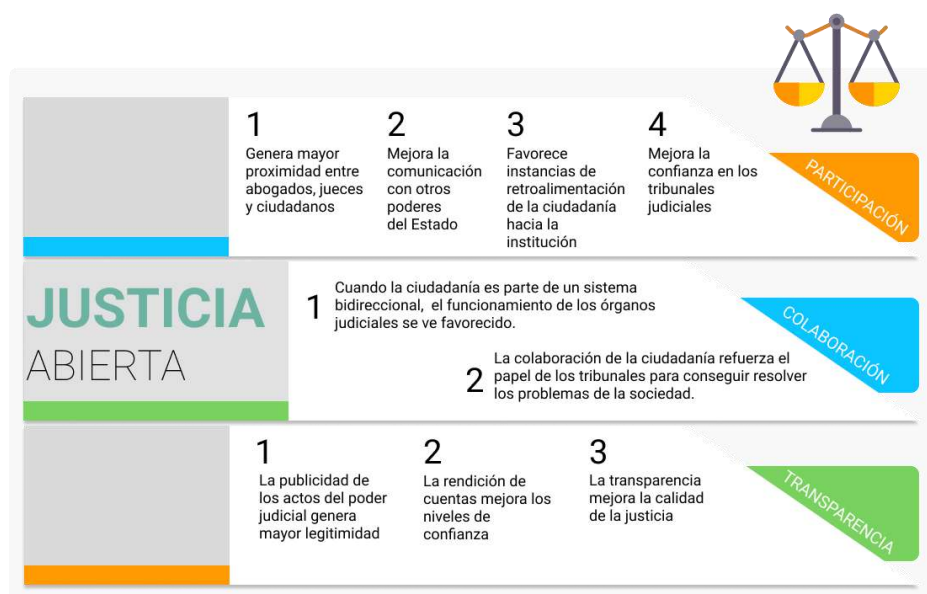 1
Genera mayor
proximidad entre
abogados, jueces
y ciudadanos
2
Mejora la
comunicación
con otros
poderes
del Estado
3
Favorece
instancias de
retroalimentación
de la ciudadanía
hacia la
institución
4
Mejora la
confianza en los
tribunales
judiciales
PARTICIPACIÓN
JUSTICIA
ABIERTA
1
Cuando la ciudadanía es parte de un sistema
bidireccional, el funcionamiento de los órganos
judiciales se ve favorecido.
2
La colaboración de la ciudadanía refuerza el
papel de los tribunales para conseguir resolver
los problemas de la sociedad.
COLABORACIÓN
1
La publicidad de
los actos del poder
judicial genera
mayor legitimidad
2
La rendición de
cuentas mejora los
niveles de
confianza
3
La transparencia
mejora la calidad
de la justicia
TRANSPARENCIA